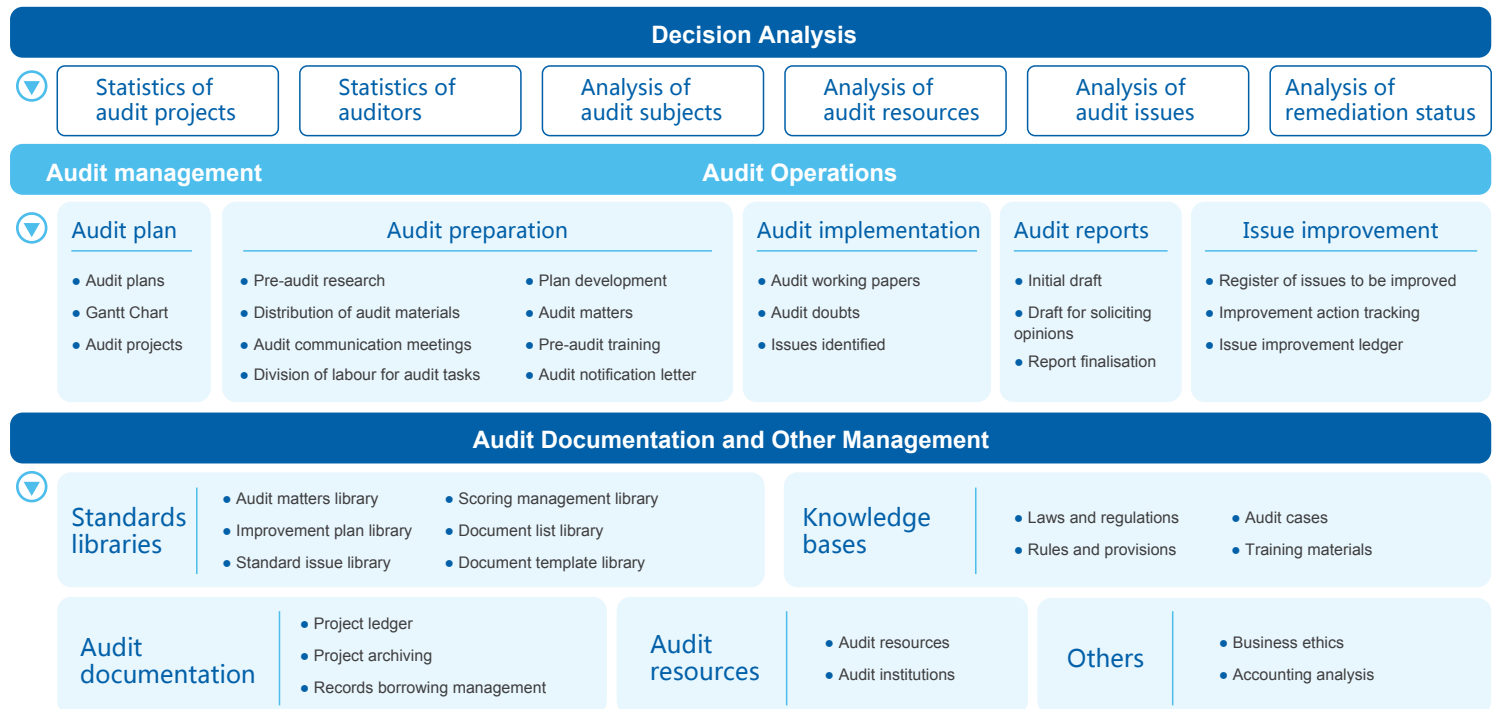 Decision Analysis
Statistics of
audit projects
Statistics of
auditors
Analysis of
audit subjects
Analysis of
audit resources
Analysis of
audit issues
Analysis of
remediation status
Audit management
Audit Operations
Audit plan
● Audit plans
● Gantt Chart
● Audit projects
Audit preparation
● Pre-audit research
● Distribution of audit materials
● Audit communication meetings
● Division of labour for audit tasks
● Plan development
● Audit matters
● Pre-audit training
● Audit notification letter
Audit implementation
● Audit working papers
● Audit doubts
● Issues identified
Audit reports
● Initial draft
● Draft for soliciting
opinions
● Report finalisation
Issue improvement
● Register of issues to be improved
● Improvement action tracking
● Issue improvement ledger
Audit Documentation and Other Management
Standards
libraries
● Audit matters library
● Improvement plan library
● Standard issue library
● Scoring management library
● Document list library
● Document template library
Knowledge
bases
● Laws and regulations
● Rules and provisions
● Audit cases
● Training materials
Audit
documentation
● Project ledger
● Project archiving
● Records borrowing management
Audit
resources
● Audit resources
● Audit institutions
Others
● Business ethics
● Accounting analysis